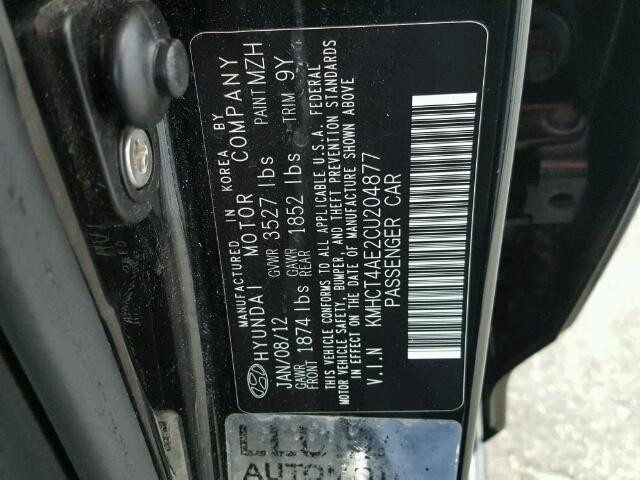 MANUFACTURED IN KOREA BY
HYUNDAI MOTOR COMPANY
JAN/08/12 GVWR 3527 lbs PAINT MZH
GAWR FRONT 1874 lbs GAWR REAR 1852 lbs TRIM 9Y
THIS VEHICLE CONFORMS TO ALL APPLICABLE U.S.A. FEDERAL
MOTOR VEHICLE SAFETY, BUMPER, AND THEFT PREVENTION STANDARDS
IN EFFECT ON THE DATE OF MANUFACTURE SHOWN ABOVE
V.I.N KMHCT4AE2CU204877
PASSENGER CAR